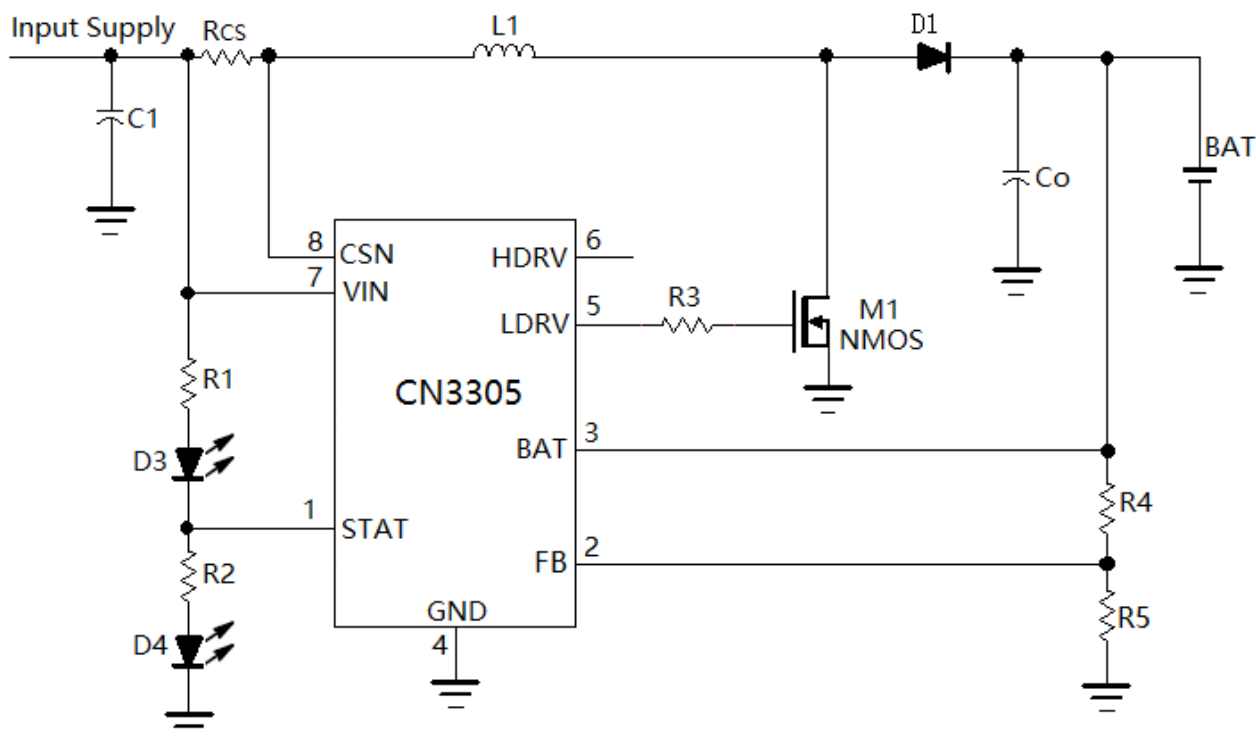 Input Supply
RCS
L1
D1
C1
Co
BAT
8
CSN
HDRV
6
7
VIN
R3
M1
NMOS
LDRV
5
R1
CN3305
D3
BAT
3
R4
1
STAT
R2
FB
2
R5
GND
D4
4